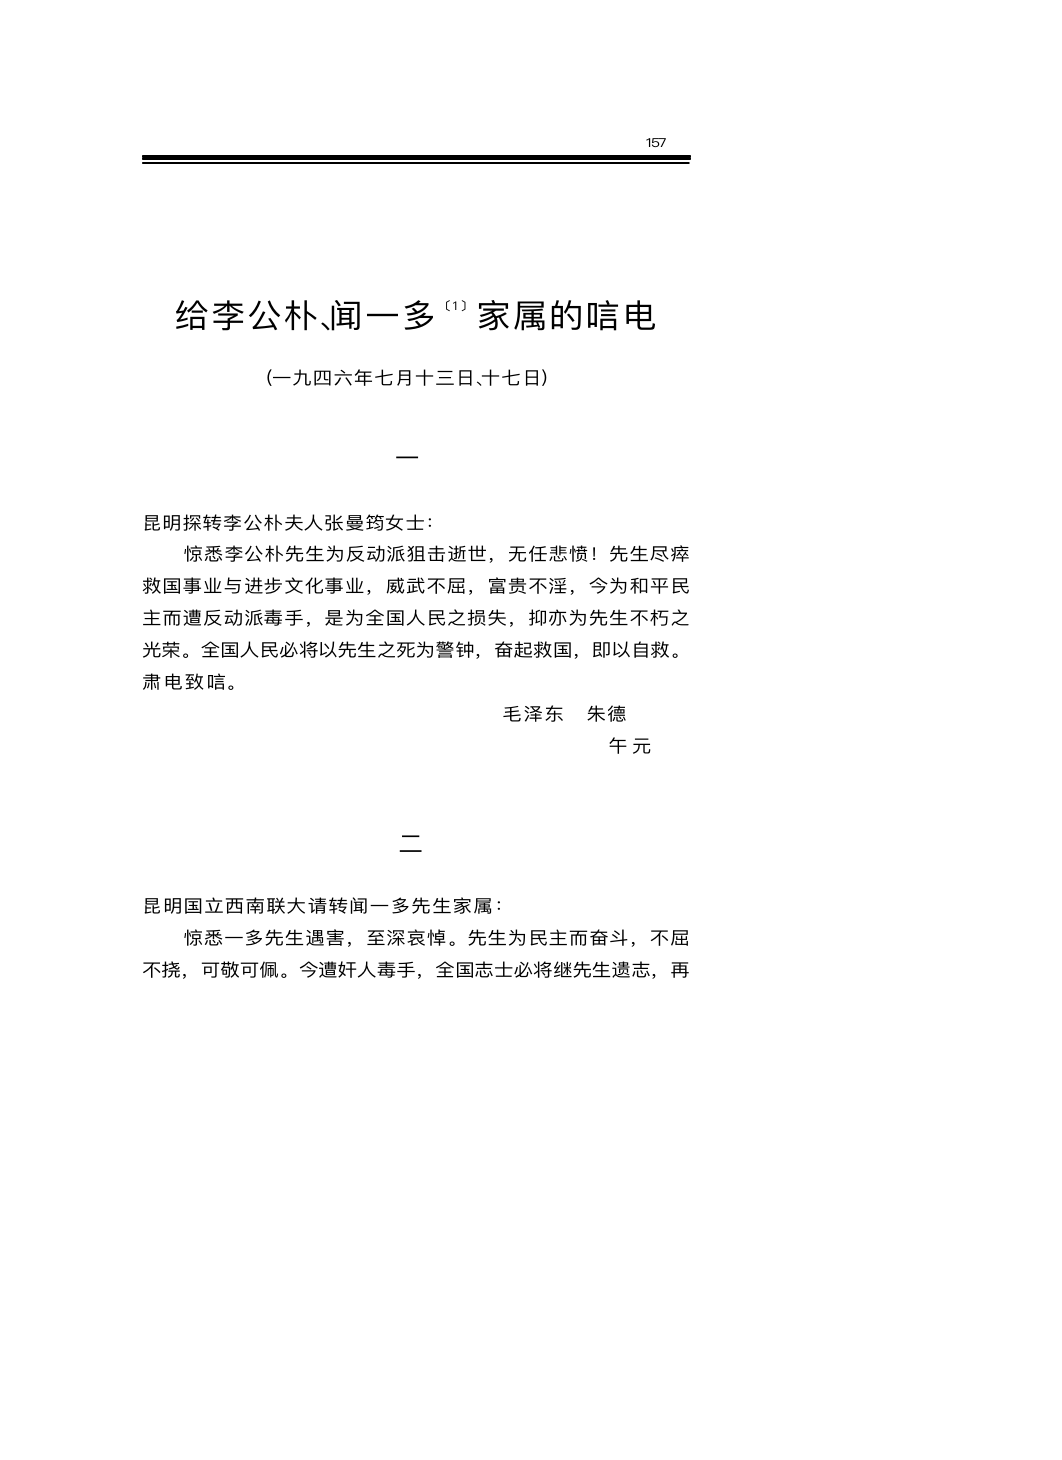 157
给李公朴、闻一多〔1〕家属的唁电
(一九四六年七月十三日、十七日)
一
昆明探转李公朴夫人张曼筠女士：
惊悉李公朴先生为反动派狙击逝世，无任悲愤！先生尽瘁
救国事业与进步文化事业，威武不屈，富贵不淫，今为和平民
主而遭反动派毒手，是为全国人民之损失，抑亦为先生不朽之
光荣。全国人民必将以先生之死为警钟，奋起救国，即以自救。
肃电致唁。
毛泽东　朱德
午元
二
昆明国立西南联大请转闻一多先生家属：
惊悉一多先生遇害，至深哀悼。先生为民主而奋斗，不屈
不挠，可敬可佩。今遭奸人毒手，全国志士必将继先生遗志，再